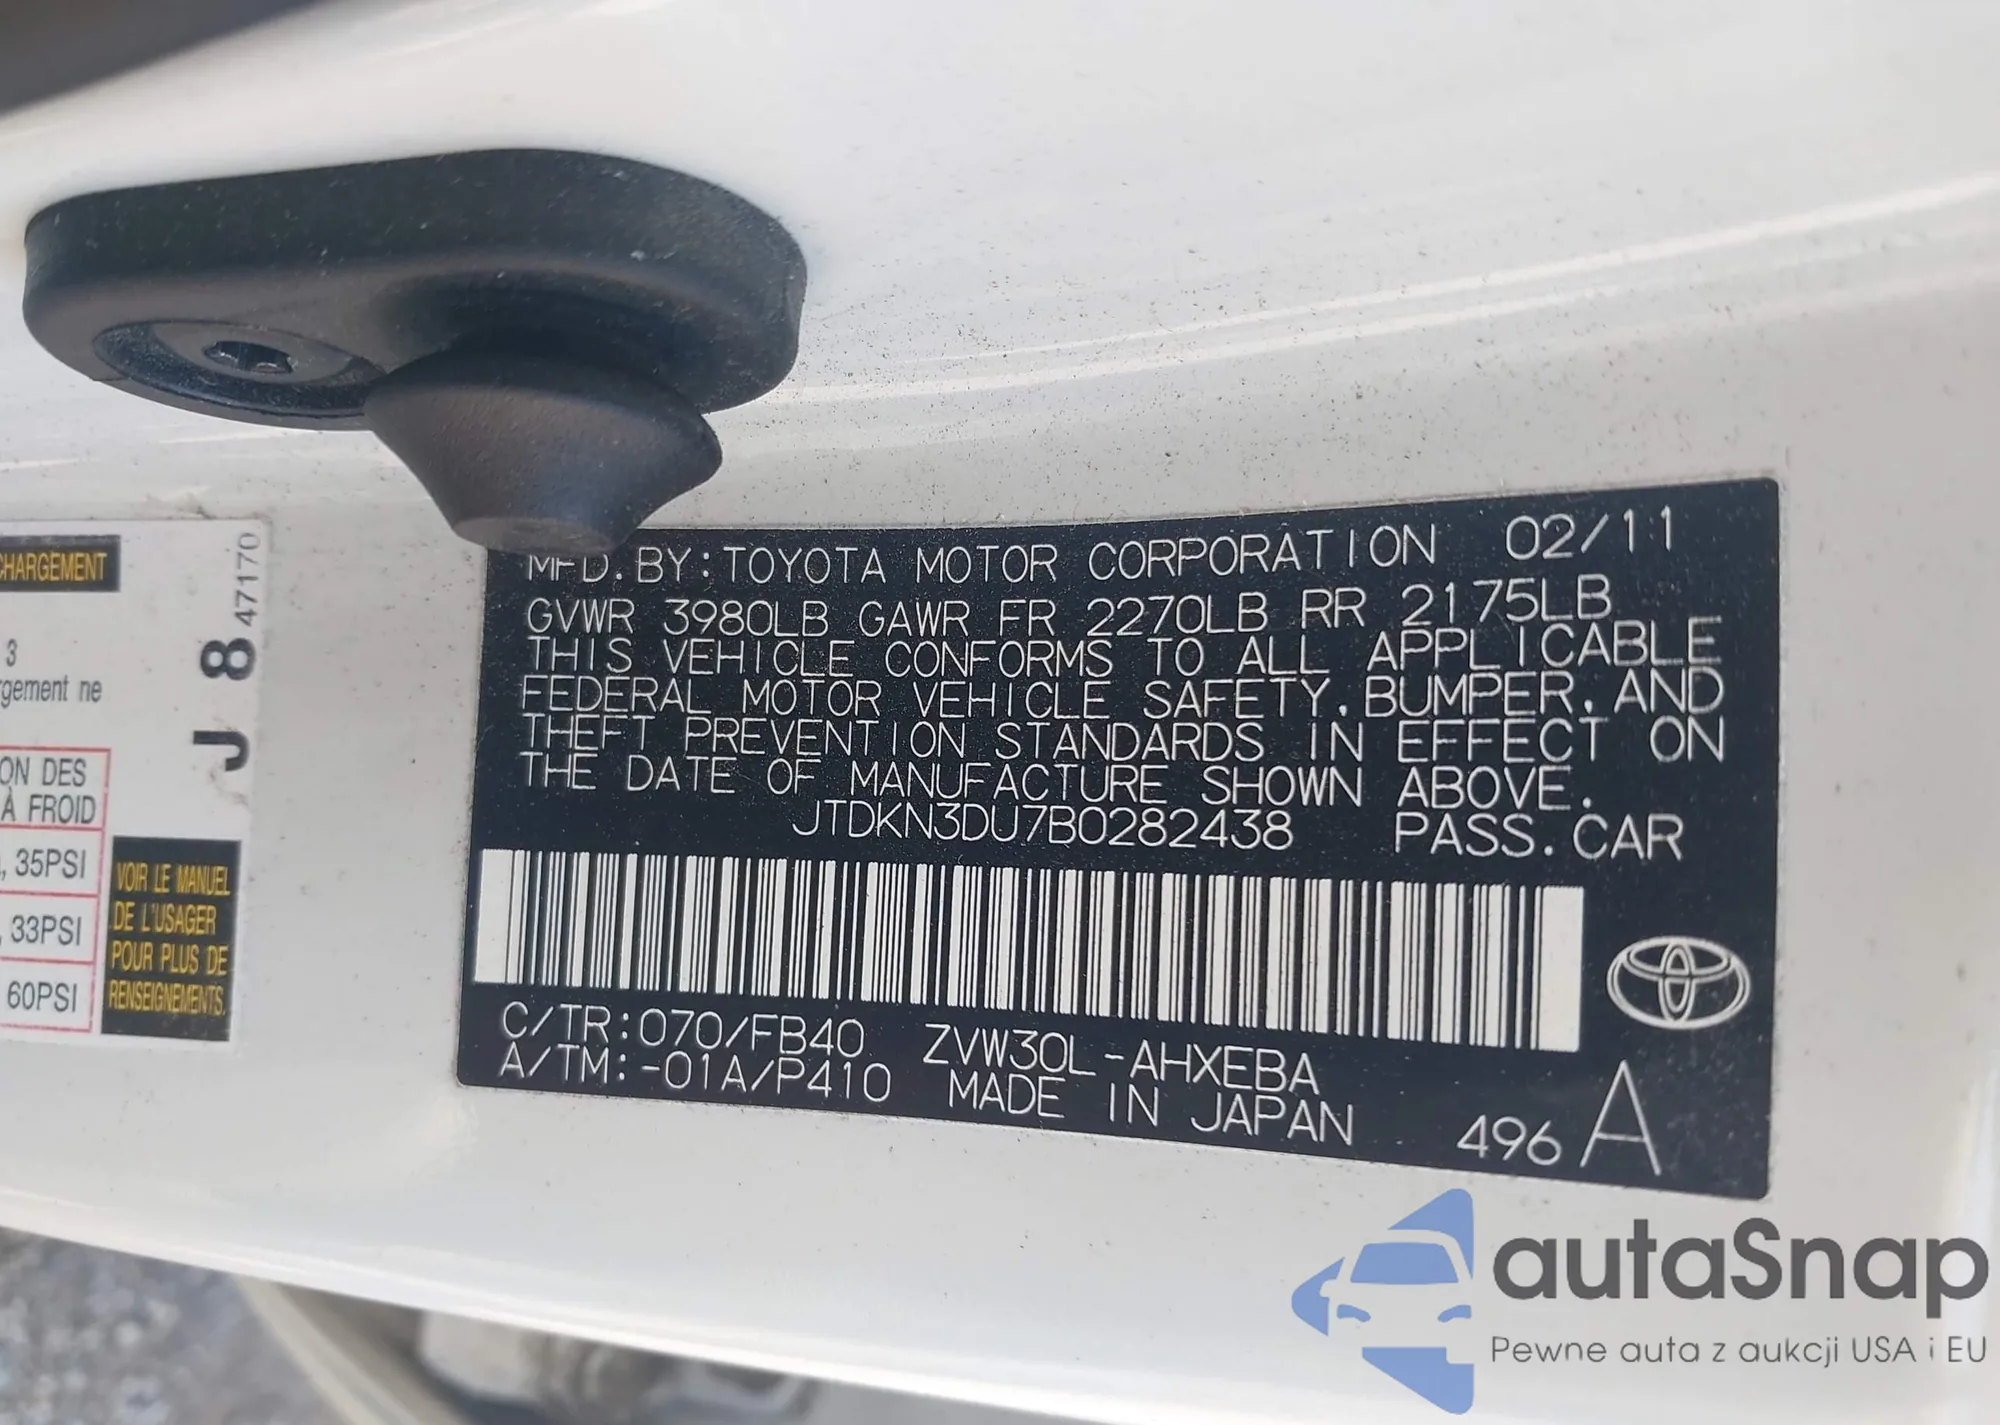 CHARGEMENT
3
rgement ne
ON DES
À FROID
, 35PSI
, 33PSI
60PSI
VOIR LE MANUEL
DE L'USAGER
POUR PLUS DE
RENSEIGNEMENTS.
J 8 47170
MFD. BY: TOYOTA MOTOR CORPORATION 02/11
GVWR 3980LB GAWR FR 2270LB RR 2175LB
THIS VEHICLE CONFORMS TO ALL APPLICABLE
FEDERAL MOTOR VEHICLE SAFETY, BUMPER, AND
THEFT PREVENTION STANDARDS IN EFFECT ON
THE DATE OF MANUFACTURE SHOWN ABOVE.
JTDKN3DU7B0282438 PASS. CAR
C/TR: 070/FB40 ZVW30L-AHXEBA
A/TM: -01A/P410 MADE IN JAPAN 496 A
autaSnap
Pewne auta z aukcji USA i EU